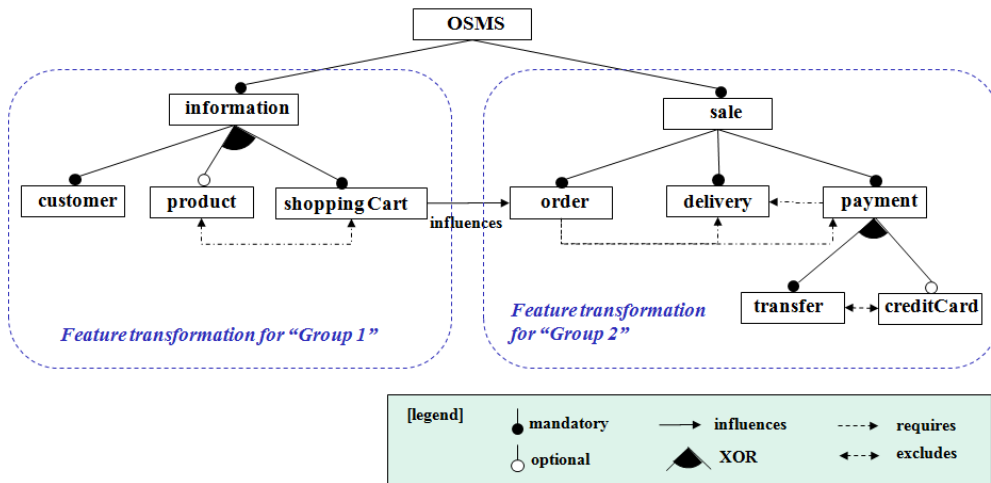 OSMS
information
sale
customer
product
shopping Cart
influences
order
delivery
payment
transfer
creditCard
Feature transformation for “Group 1”
Feature transformation
for “Group 2”
[legend]
mandatory
influences
requires
optional
XOR
excludes